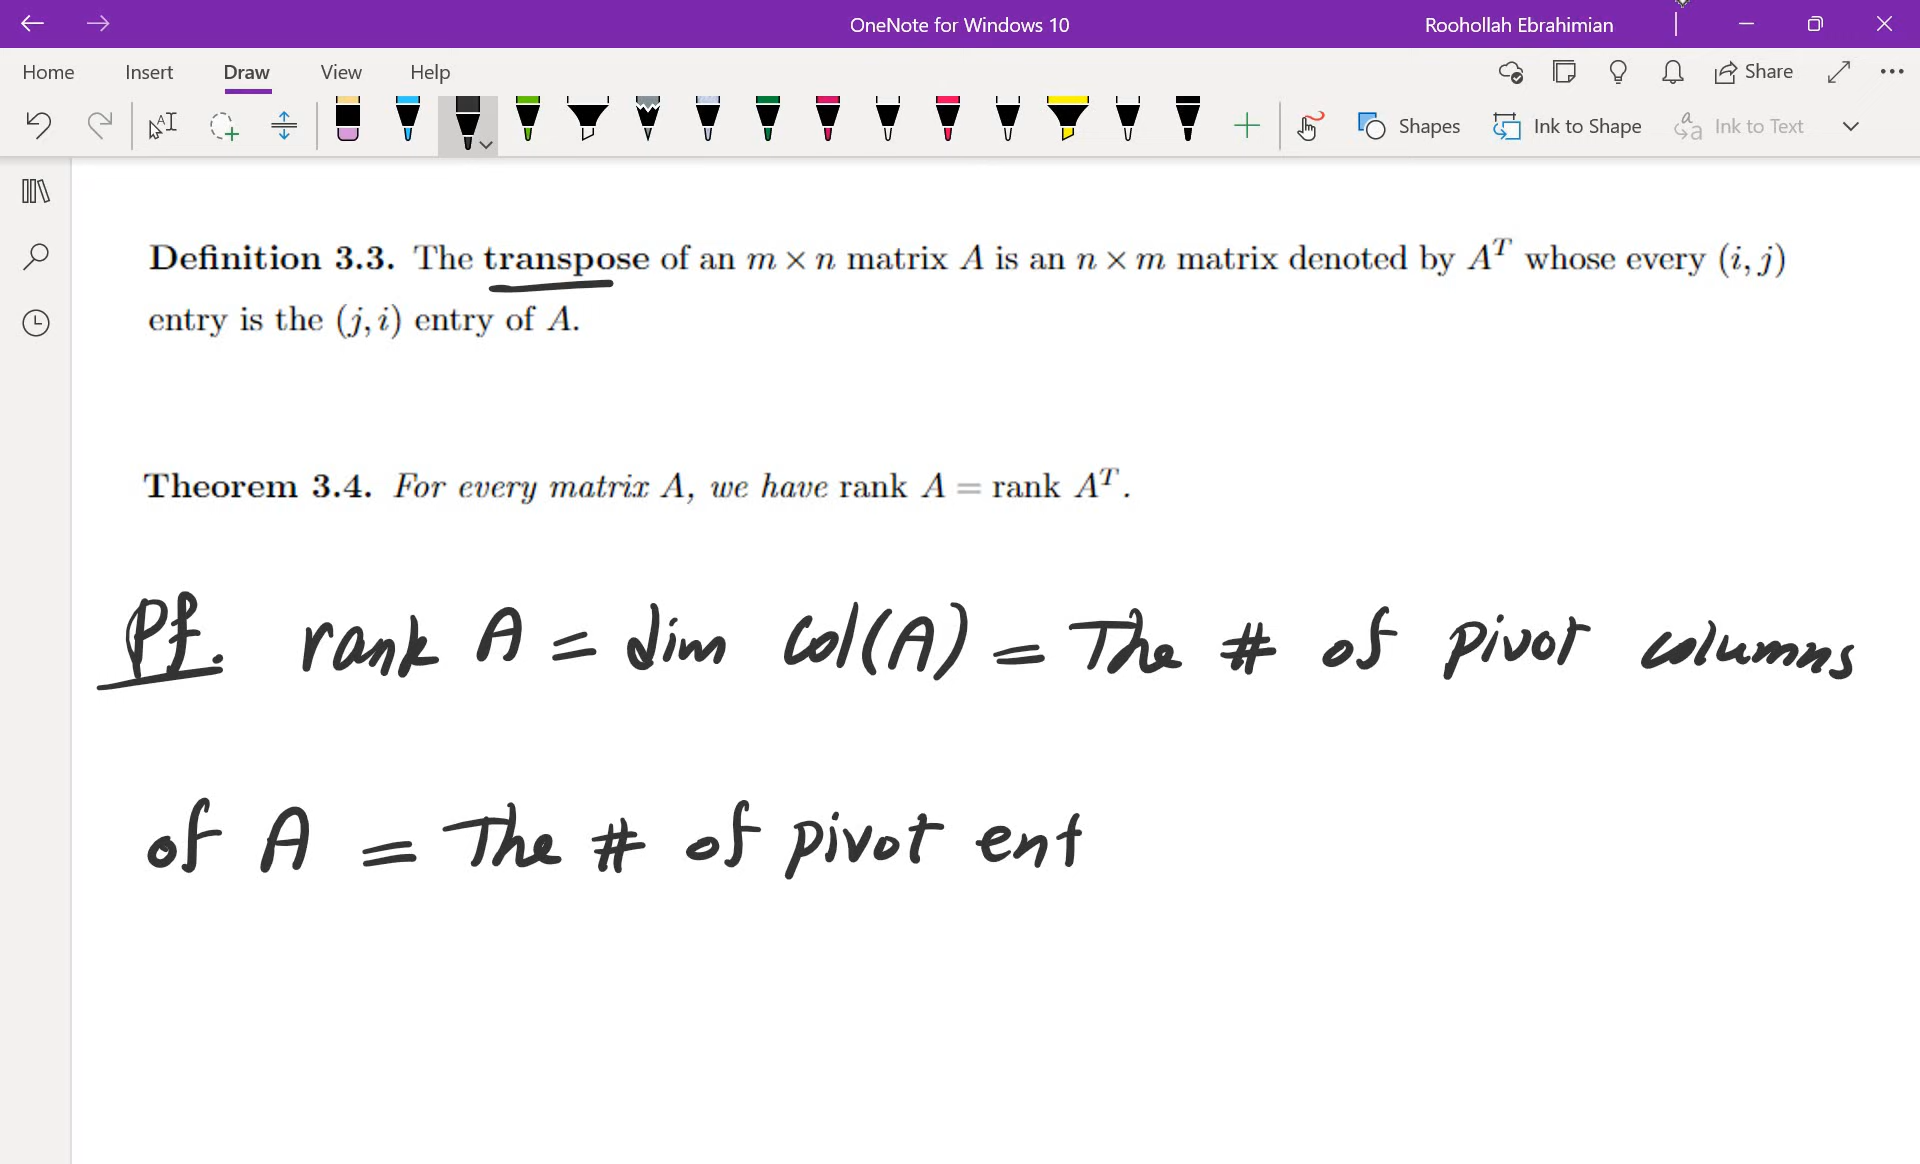 OneNote for Windows 10
Roohollah Ebrahimian
Home Insert Draw View Help
Share
Shapes Ink to Shape Ink to Text
Definition 3.3. The transpose of an m × n matrix A is an n × m matrix denoted by Aᵀ whose every (i, j)
entry is the (j, i) entry of A.
Theorem 3.4. For every matrix A, we have rank A = rank Aᵀ.
Pf. rank A = dim Col(A) = The # of pivot columns
of A = The # of pivot ent